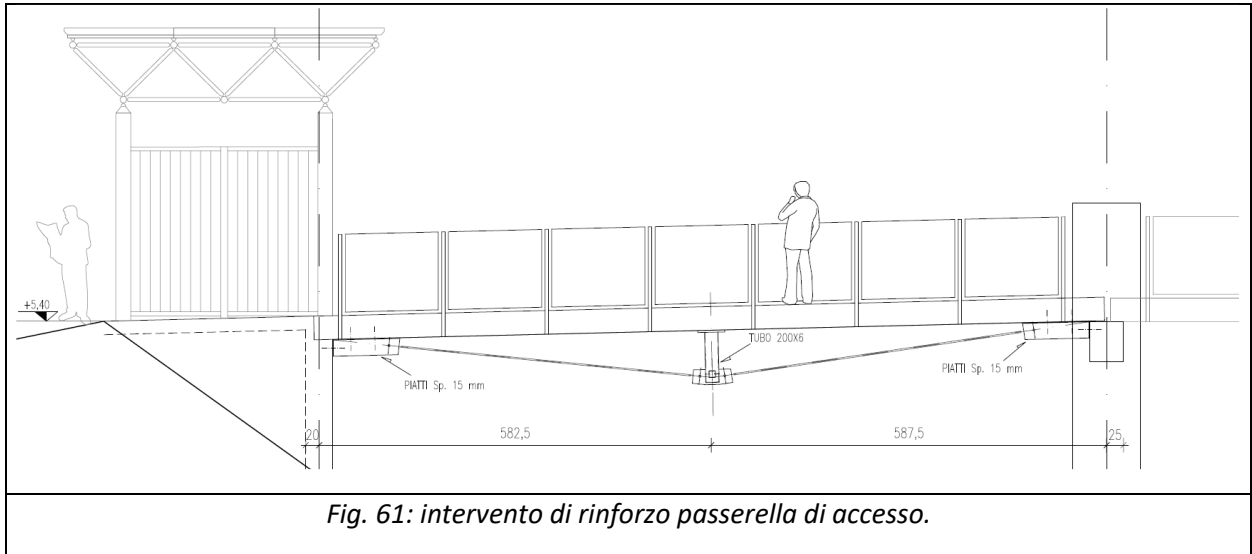 +5,40
TUBO 200X6
PIATTI Sp. 15 mm
PIATTI Sp. 15 mm
20
582,5
587,5
25
Fig. 61: intervento di rinforzo passerella di accesso.